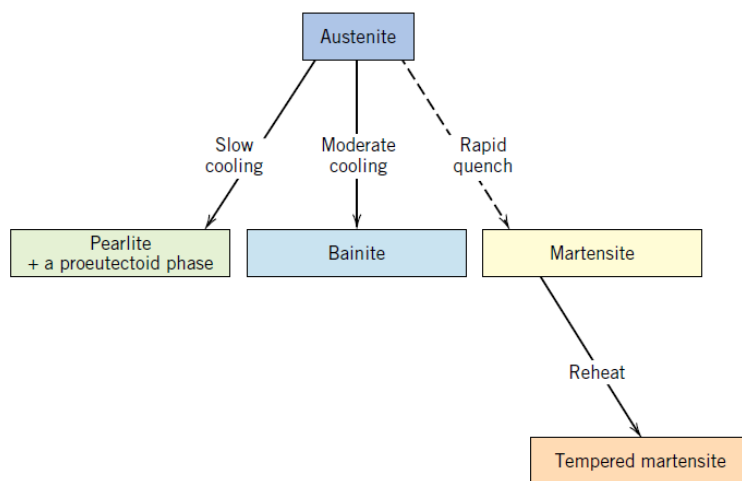 Austenite
Slow
cooling
Moderate
cooling
Rapid
quench
Pearlite
+ a proeutectoid phase
Bainite
Martensite
Reheat
Tempered martensite